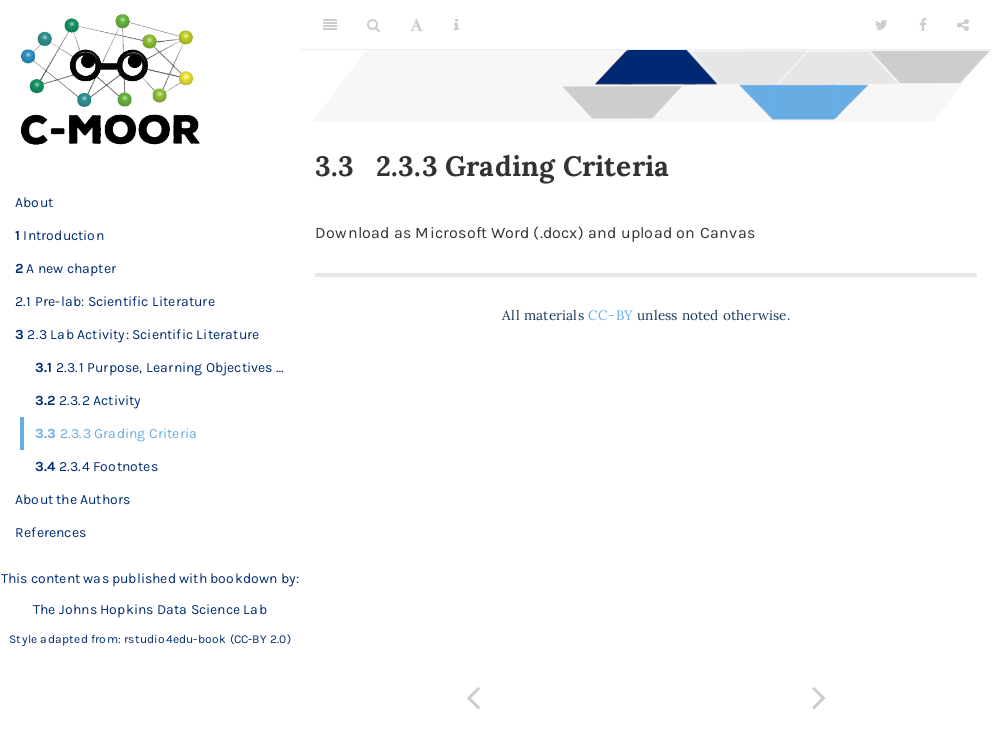 C-MOOR
About
1 Introduction
2 A new chapter
2.1 Pre-lab: Scientific Literature
3 2.3 Lab Activity: Scientific Literature
3.1 2.3.1 Purpose, Learning Objectives ...
3.2 2.3.2 Activity
3.3 2.3.3 Grading Criteria
3.4 2.3.4 Footnotes
About the Authors
References
This content was published with bookdown by:
The Johns Hopkins Data Science Lab
Style adapted from: rstudio4edu-book (CC-BY 2.0)
A
3.3 2.3.3 Grading Criteria
Download as Microsoft Word (.docx) and upload on Canvas
All materials CC-BY unless noted otherwise.